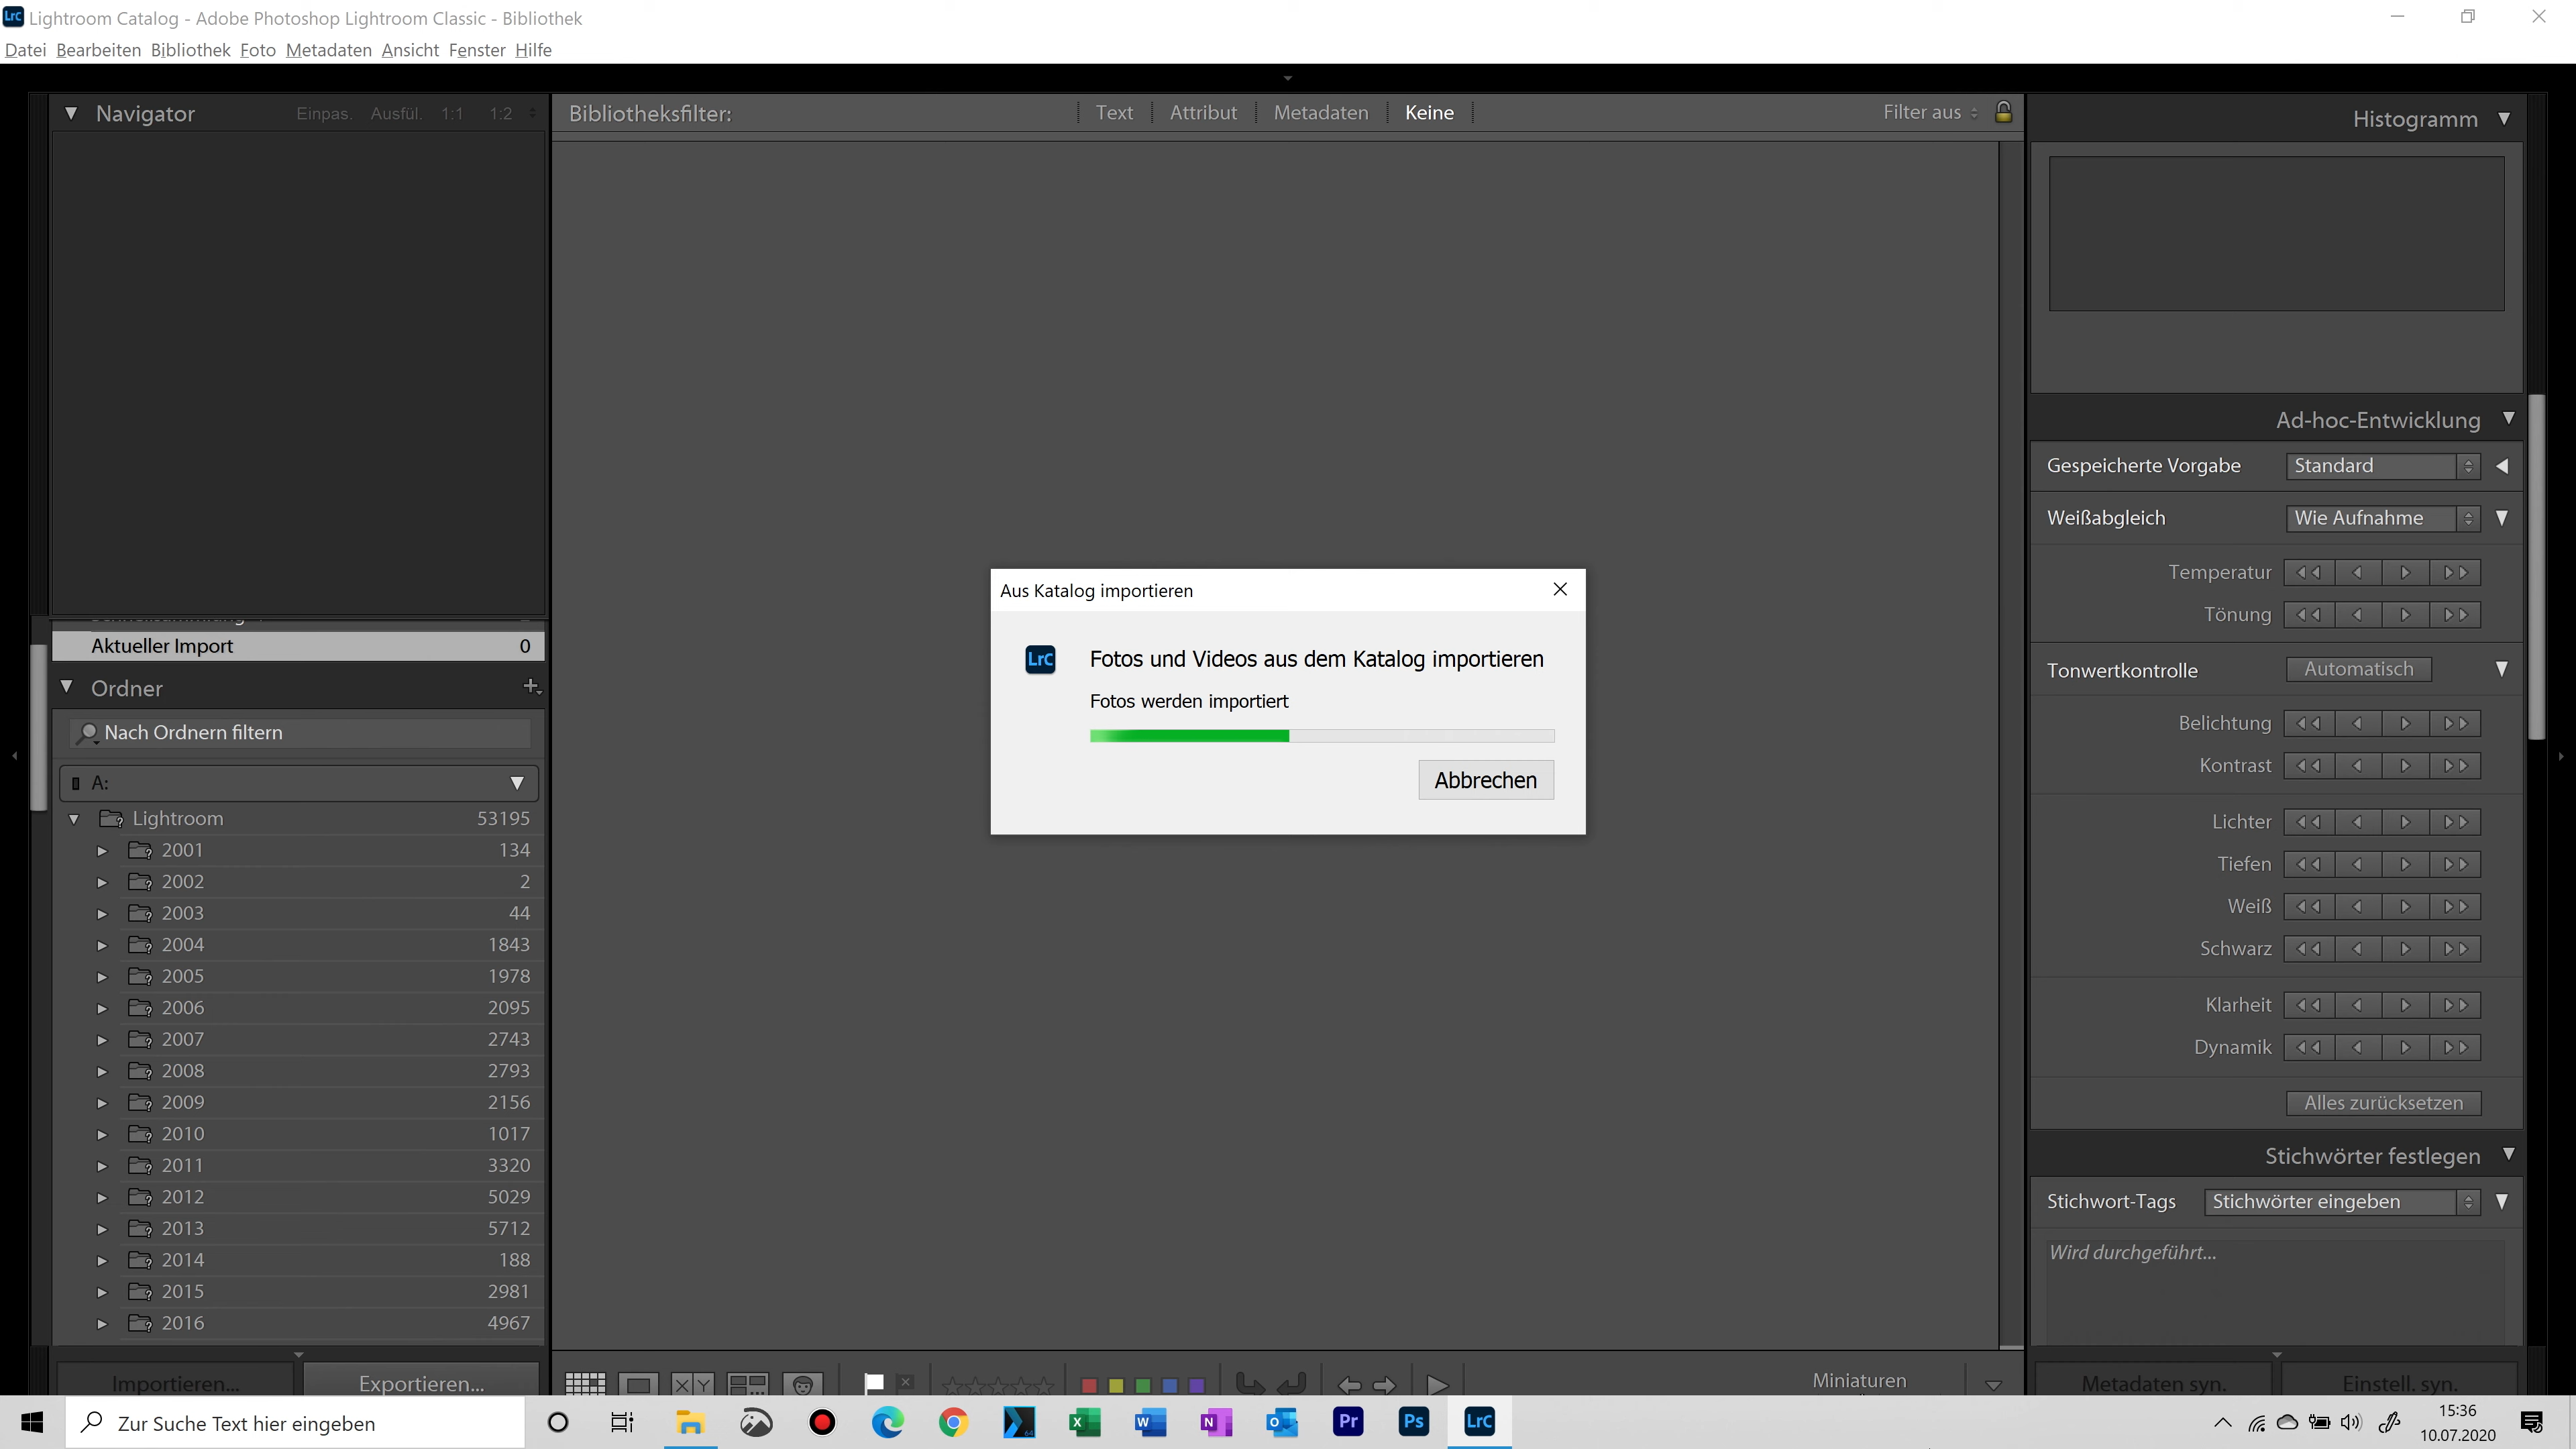 LrC Lightroom Catalog - Adobe Photoshop Lightroom Classic - Bibliothek
Datei Bearbeiten Bibliothek Foto Metadaten Ansicht Fenster Hilfe
Navigator Einpas. Ausfül. 1:1 1:2
Bibliotheksfilter: Text Attribut Metadaten Keine Filter aus
Histogramm
Ad-hoc-Entwicklung
Gespeicherte Vorgabe Standard
Weißabgleich Wie Aufnahme
Temperatur
Tönung
Tonwertkontrolle Automatisch
Belichtung
Kontrast
Lichter
Tiefen
Weiß
Schwarz
Klarheit
Dynamik
Alles zurücksetzen
Stichwörter festlegen
Stichwort-Tags Stichwörter eingeben
Wird durchgeführt...
Metadaten syn. Einstell. syn.
Aus Katalog importieren
LrC Fotos und Videos aus dem Katalog importieren
Fotos werden importiert
Abbrechen
Aktueller Import 0
Ordner
Nach Ordnern filtern
A:
Lightroom 53195
2001 134
2002 2
2003 44
2004 1843
2005 1978
2006 2095
2007 2743
2008 2793
2009 2156
2010 1017
2011 3320
2012 5029
2013 5712
2014 188
2015 2981
2016 4967
Importieren... Exportieren...
XY
Miniaturen
Zur Suche Text hier eingeben
64 X W N O Pr Ps LrC
15:36
10.07.2020